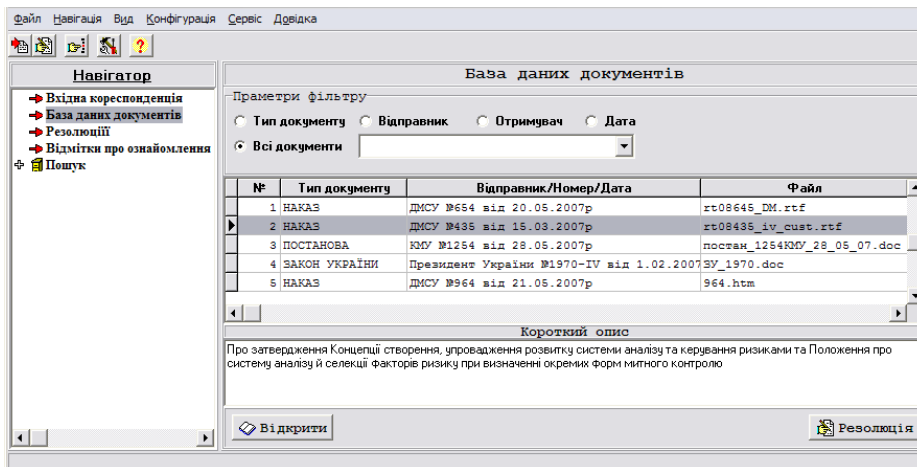 Файл Навігація Вид Конфігурація Сервіс Довідка
Навігатор
Вхідна кореспонденція
База даних документів
Резолюціії
Відмітки про ознайомлення
Пошук
База даних документів
Праметри фільтру
Тип документу Відправник Отримувач Дата
Всі документи
№ Тип документу Відправник/Номер/Дата Файл
1 НАКАЗ ДМСУ №654 від 20.05.2007р rt08645_DM.rtf
2 НАКАЗ ДМСУ №435 від 15.03.2007р rt08435_iv_cust.rtf
3 ПОСТАНОВА КМУ №1254 від 28.05.2007р постан_1254КМУ_28_05_07.doc
4 ЗАКОН УКРАЇНИ Президент України №1970-IV від 1.02.2007 ЗУ_1970.doc
5 НАКАЗ ДМСУ №964 від 21.05.2007р 964.htm
Короткий опис
Про затвердження Концепції створення, упровадження розвитку системи аналізу та керування ризиками та Положення про
систему аналізу й селекції факторів ризику при визначенні окремих форм митного контролю
Відкрити Резолюція